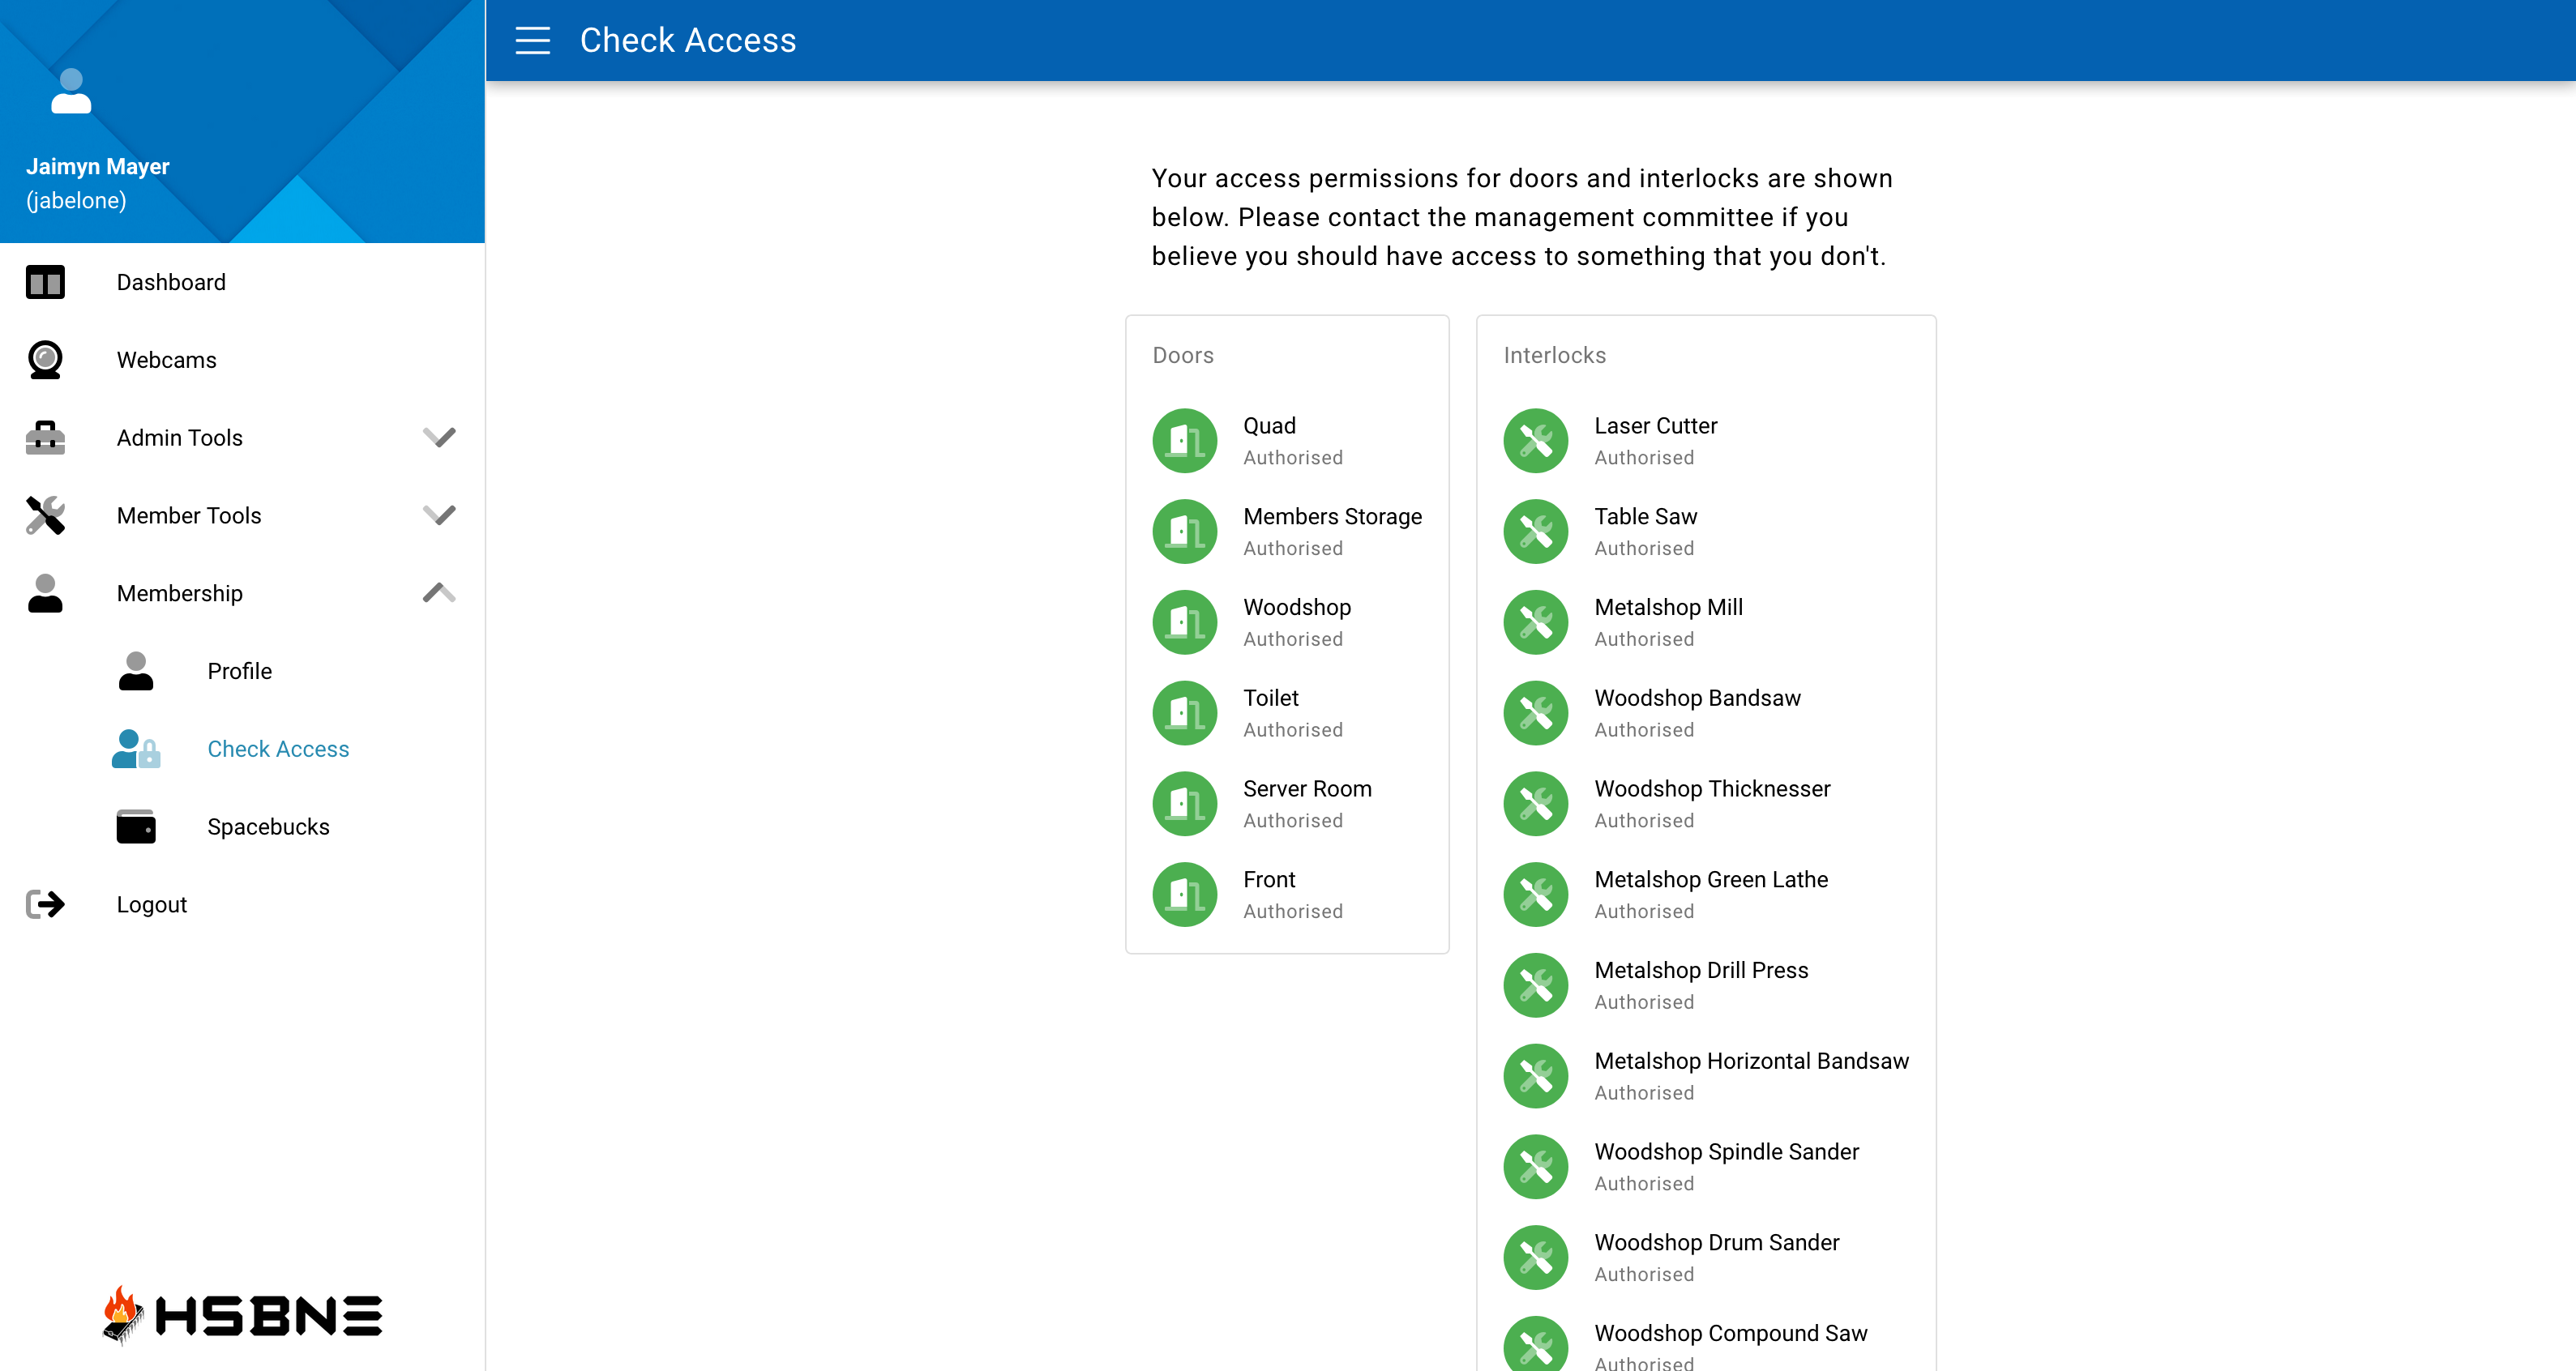 Jaimyn Mayer
(jabelone)
Dashboard
Webcams
Admin Tools
Member Tools
Membership
Profile
Check Access
Spacebucks
Logout
HSBNE
Check Access
Your access permissions for doors and interlocks are shown
below. Please contact the management committee if you
believe you should have access to something that you don't.
Doors
Quad
Authorised
Members Storage
Authorised
Woodshop
Authorised
Toilet
Authorised
Server Room
Authorised
Front
Authorised
Interlocks
Laser Cutter
Authorised
Table Saw
Authorised
Metalshop Mill
Authorised
Woodshop Bandsaw
Authorised
Woodshop Thicknesser
Authorised
Metalshop Green Lathe
Authorised
Metalshop Drill Press
Authorised
Metalshop Horizontal Bandsaw
Authorised
Woodshop Spindle Sander
Authorised
Woodshop Drum Sander
Authorised
Woodshop Compound Saw
Authorised